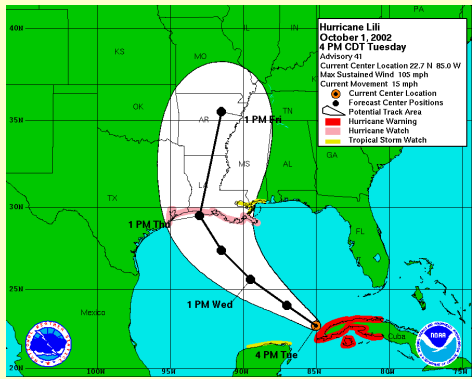 PA
40N
Hurricane Lili
October 1, 2002
4 PM CDT Tuesday
Advisory 41
Current Center Location 22.7 N 85.0 W
Max Sustained Wind 105 mph
Current Movement 15 mph
Current Center Location
Forecast Center Positions
Potential Track Area
Hurricane Warning
Hurricane Watch
Tropical Storm Watch
KS
MO
IL
IN
OK
AR
TN
35N
1 PM Fri
MS
AL
GA
TX
LA
30N
1 PM Thu
FL
25N
1 PM Wed
Mexico
Cuba
NOAA
4 PM Tue
20N
100W
95W
90W
85W
80W
75W